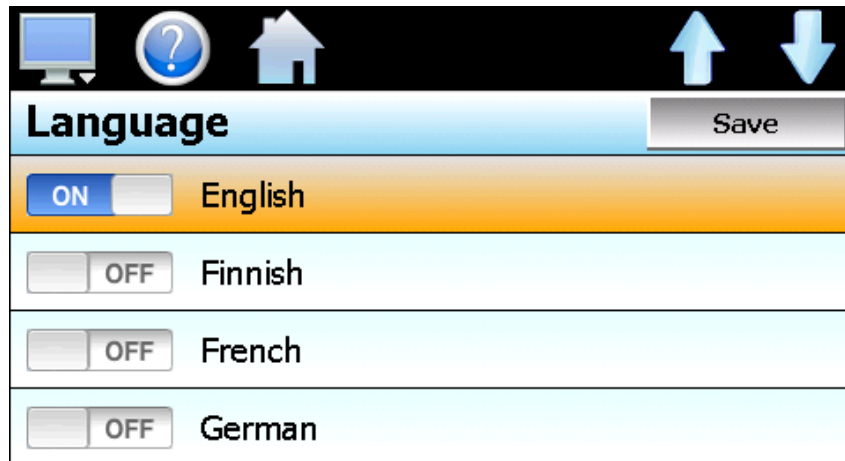 ?
Language
Save
ON English
OFF Finnish
OFF French
OFF German